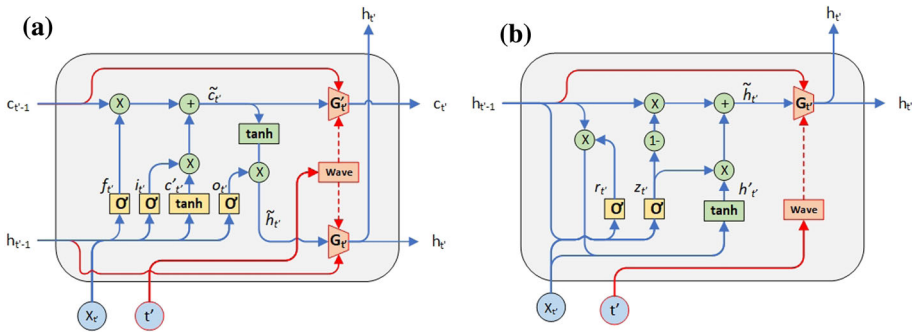 (a)
h_t'
c_t'-1
X
+
c̃_t'
G'_t'
c_t'
tanh
X
X
Wave
f_t'
i_t'
c'_t'
o_t'
σ
σ
tanh
σ
h̃_t'
h_t'-1
G_t'
h_t'
X_t'
t'
(b)
h_t'
h_t'-1
X
+
h̃_t'
G_t'
h_t'
X
1-
X
r_t'
z_t'
h'_t'
σ
σ
tanh
Wave
X_t'
t'